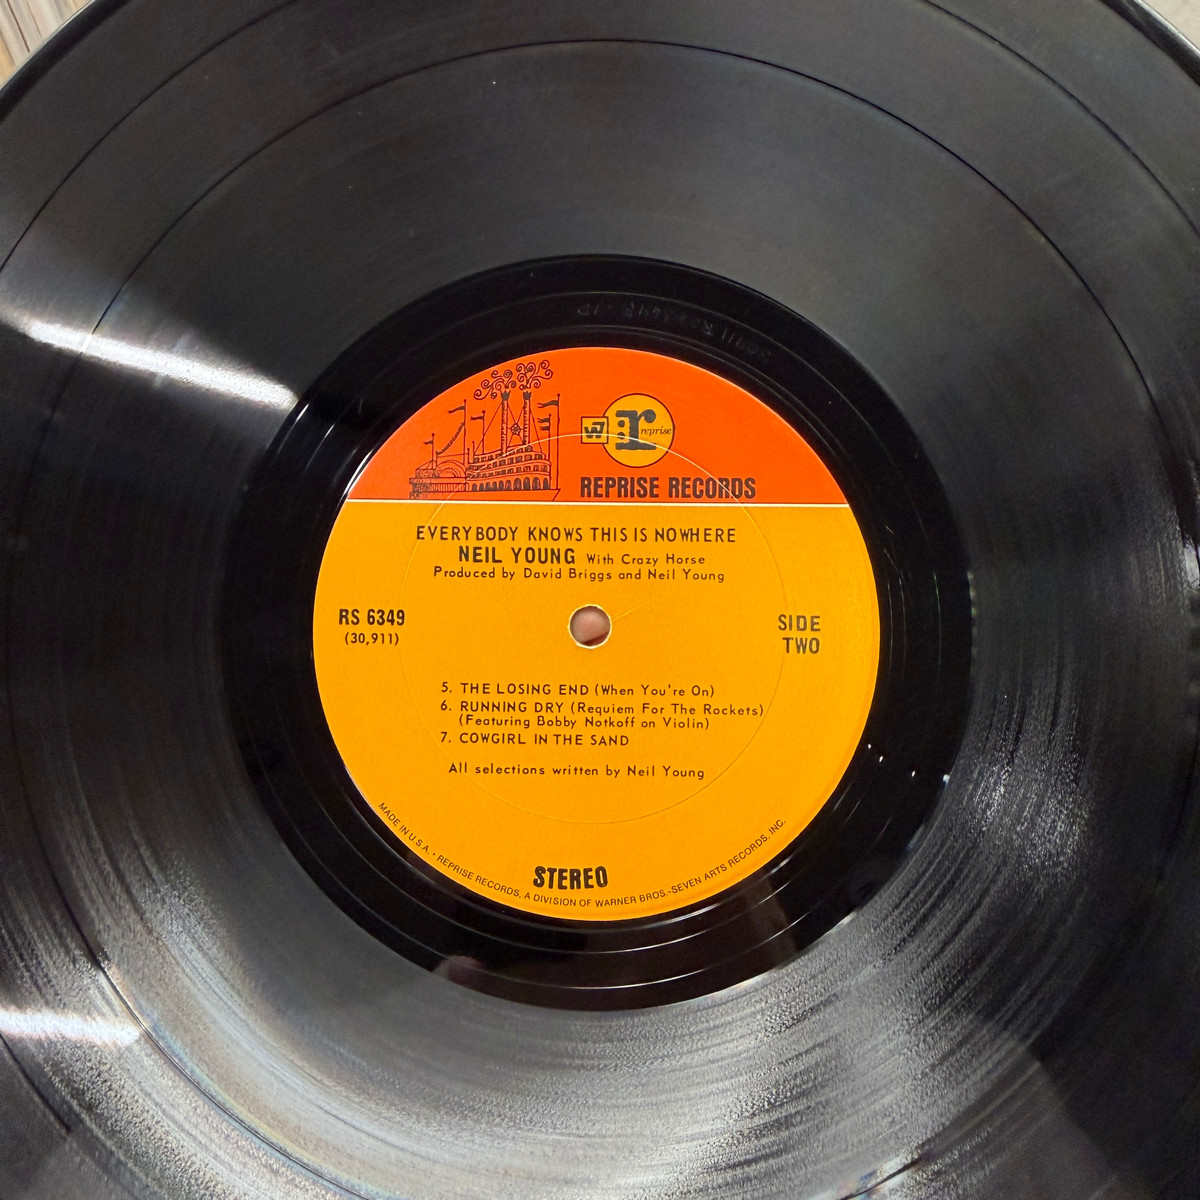 W7
r
:reprise
REPRISE RECORDS
EVERYBODY KNOWS THIS IS NOWHERE
NEIL YOUNG With Crazy Horse
Produced by David Briggs and Neil Young
RS 6349
(30,911)
SIDE
TWO
5. THE LOSING END (When You're On)
6. RUNNING DRY (Requiem For The Rockets)
(Featuring Bobby Notkoff on Violin)
7. COWGIRL IN THE SAND
All selections written by Neil Young
STEREO
MADE IN U.S.A. • REPRISE RECORDS, A DIVISION OF WARNER BROS.-SEVEN ARTS RECORDS, INC.